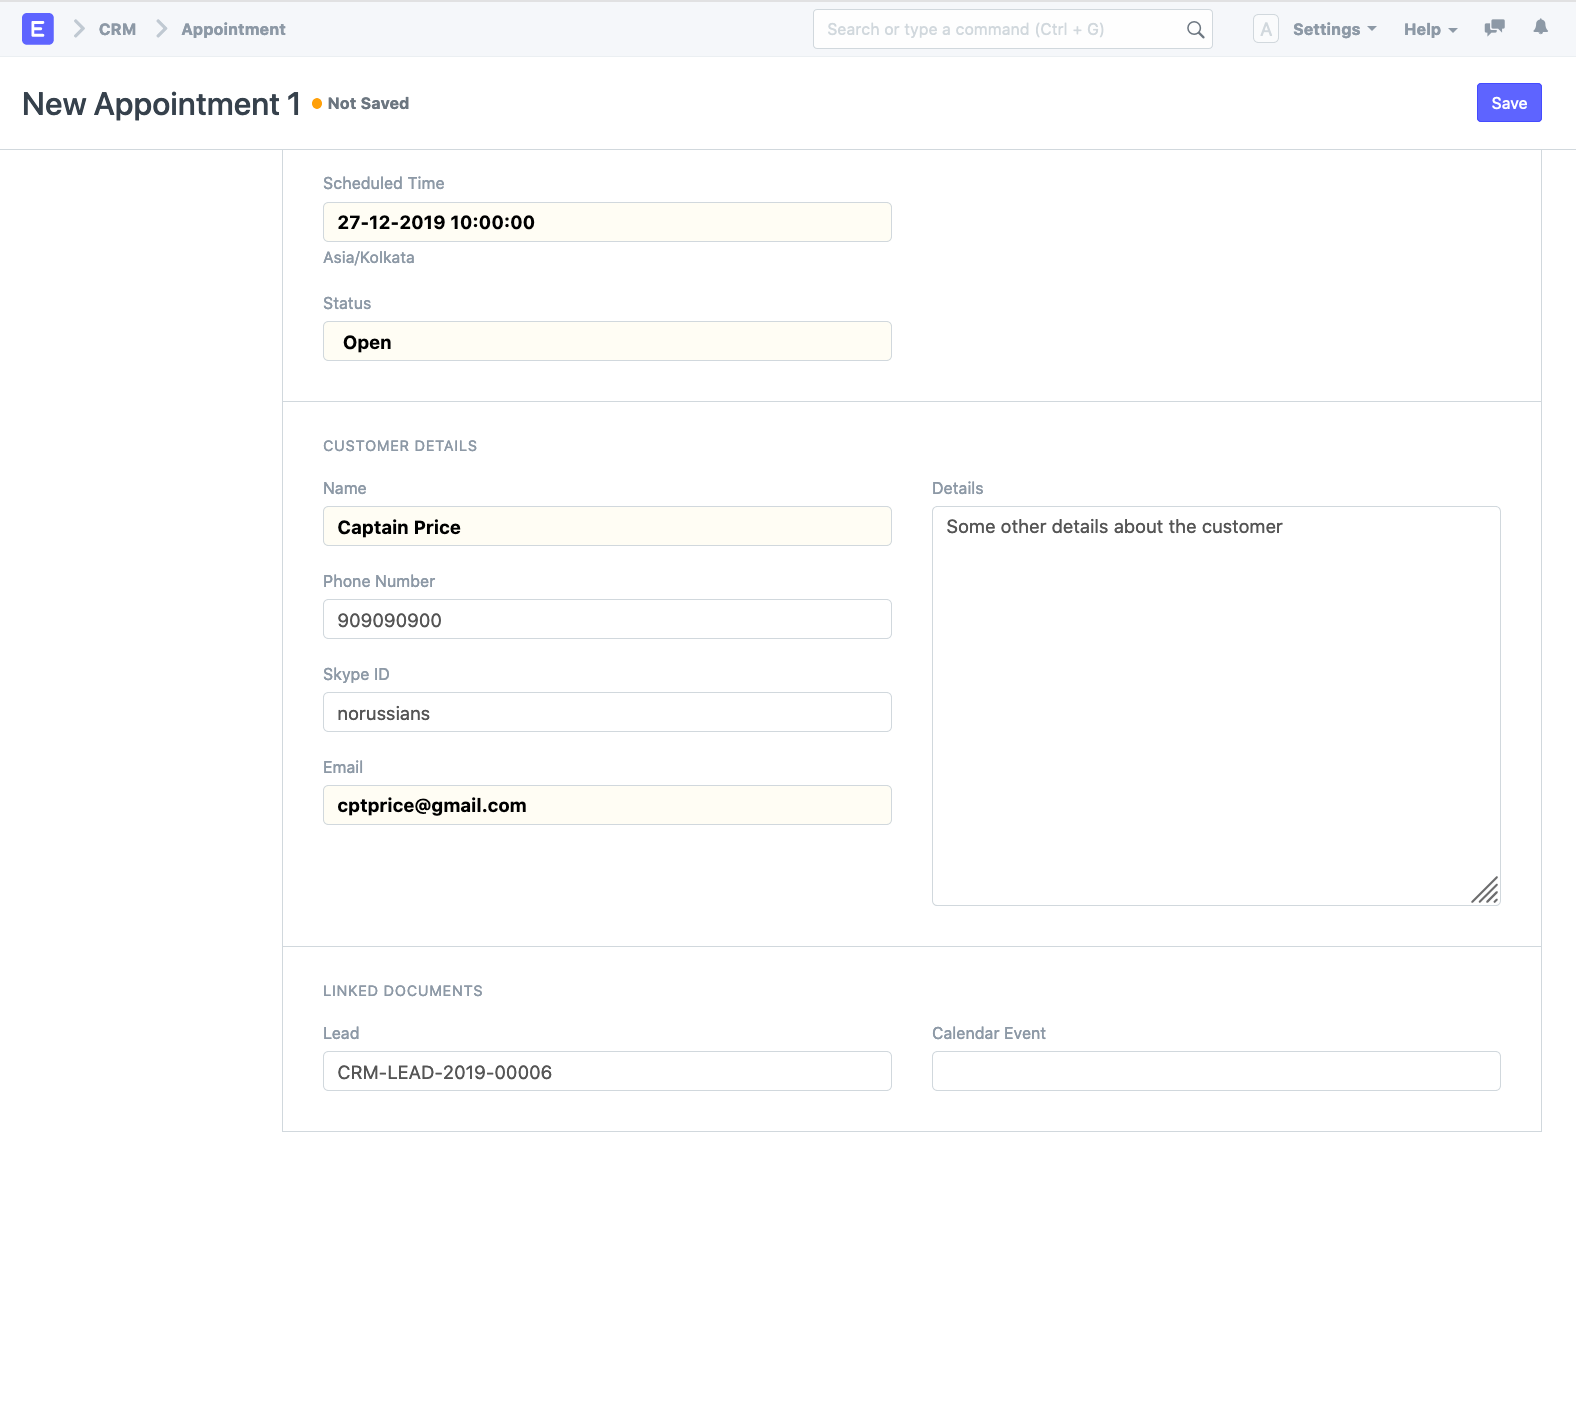 E CRM Appointment Search or type a command (Ctrl + G) A Settings Help
New Appointment 1 Not Saved Save
Scheduled Time
27-12-2019 10:00:00
Asia/Kolkata
Status
Open
CUSTOMER DETAILS
Name
Captain Price
Phone Number
909090900
Skype ID
norussians
Email
cptprice@gmail.com
Details
Some other details about the customer
LINKED DOCUMENTS
Lead
CRM-LEAD-2019-00006
Calendar Event